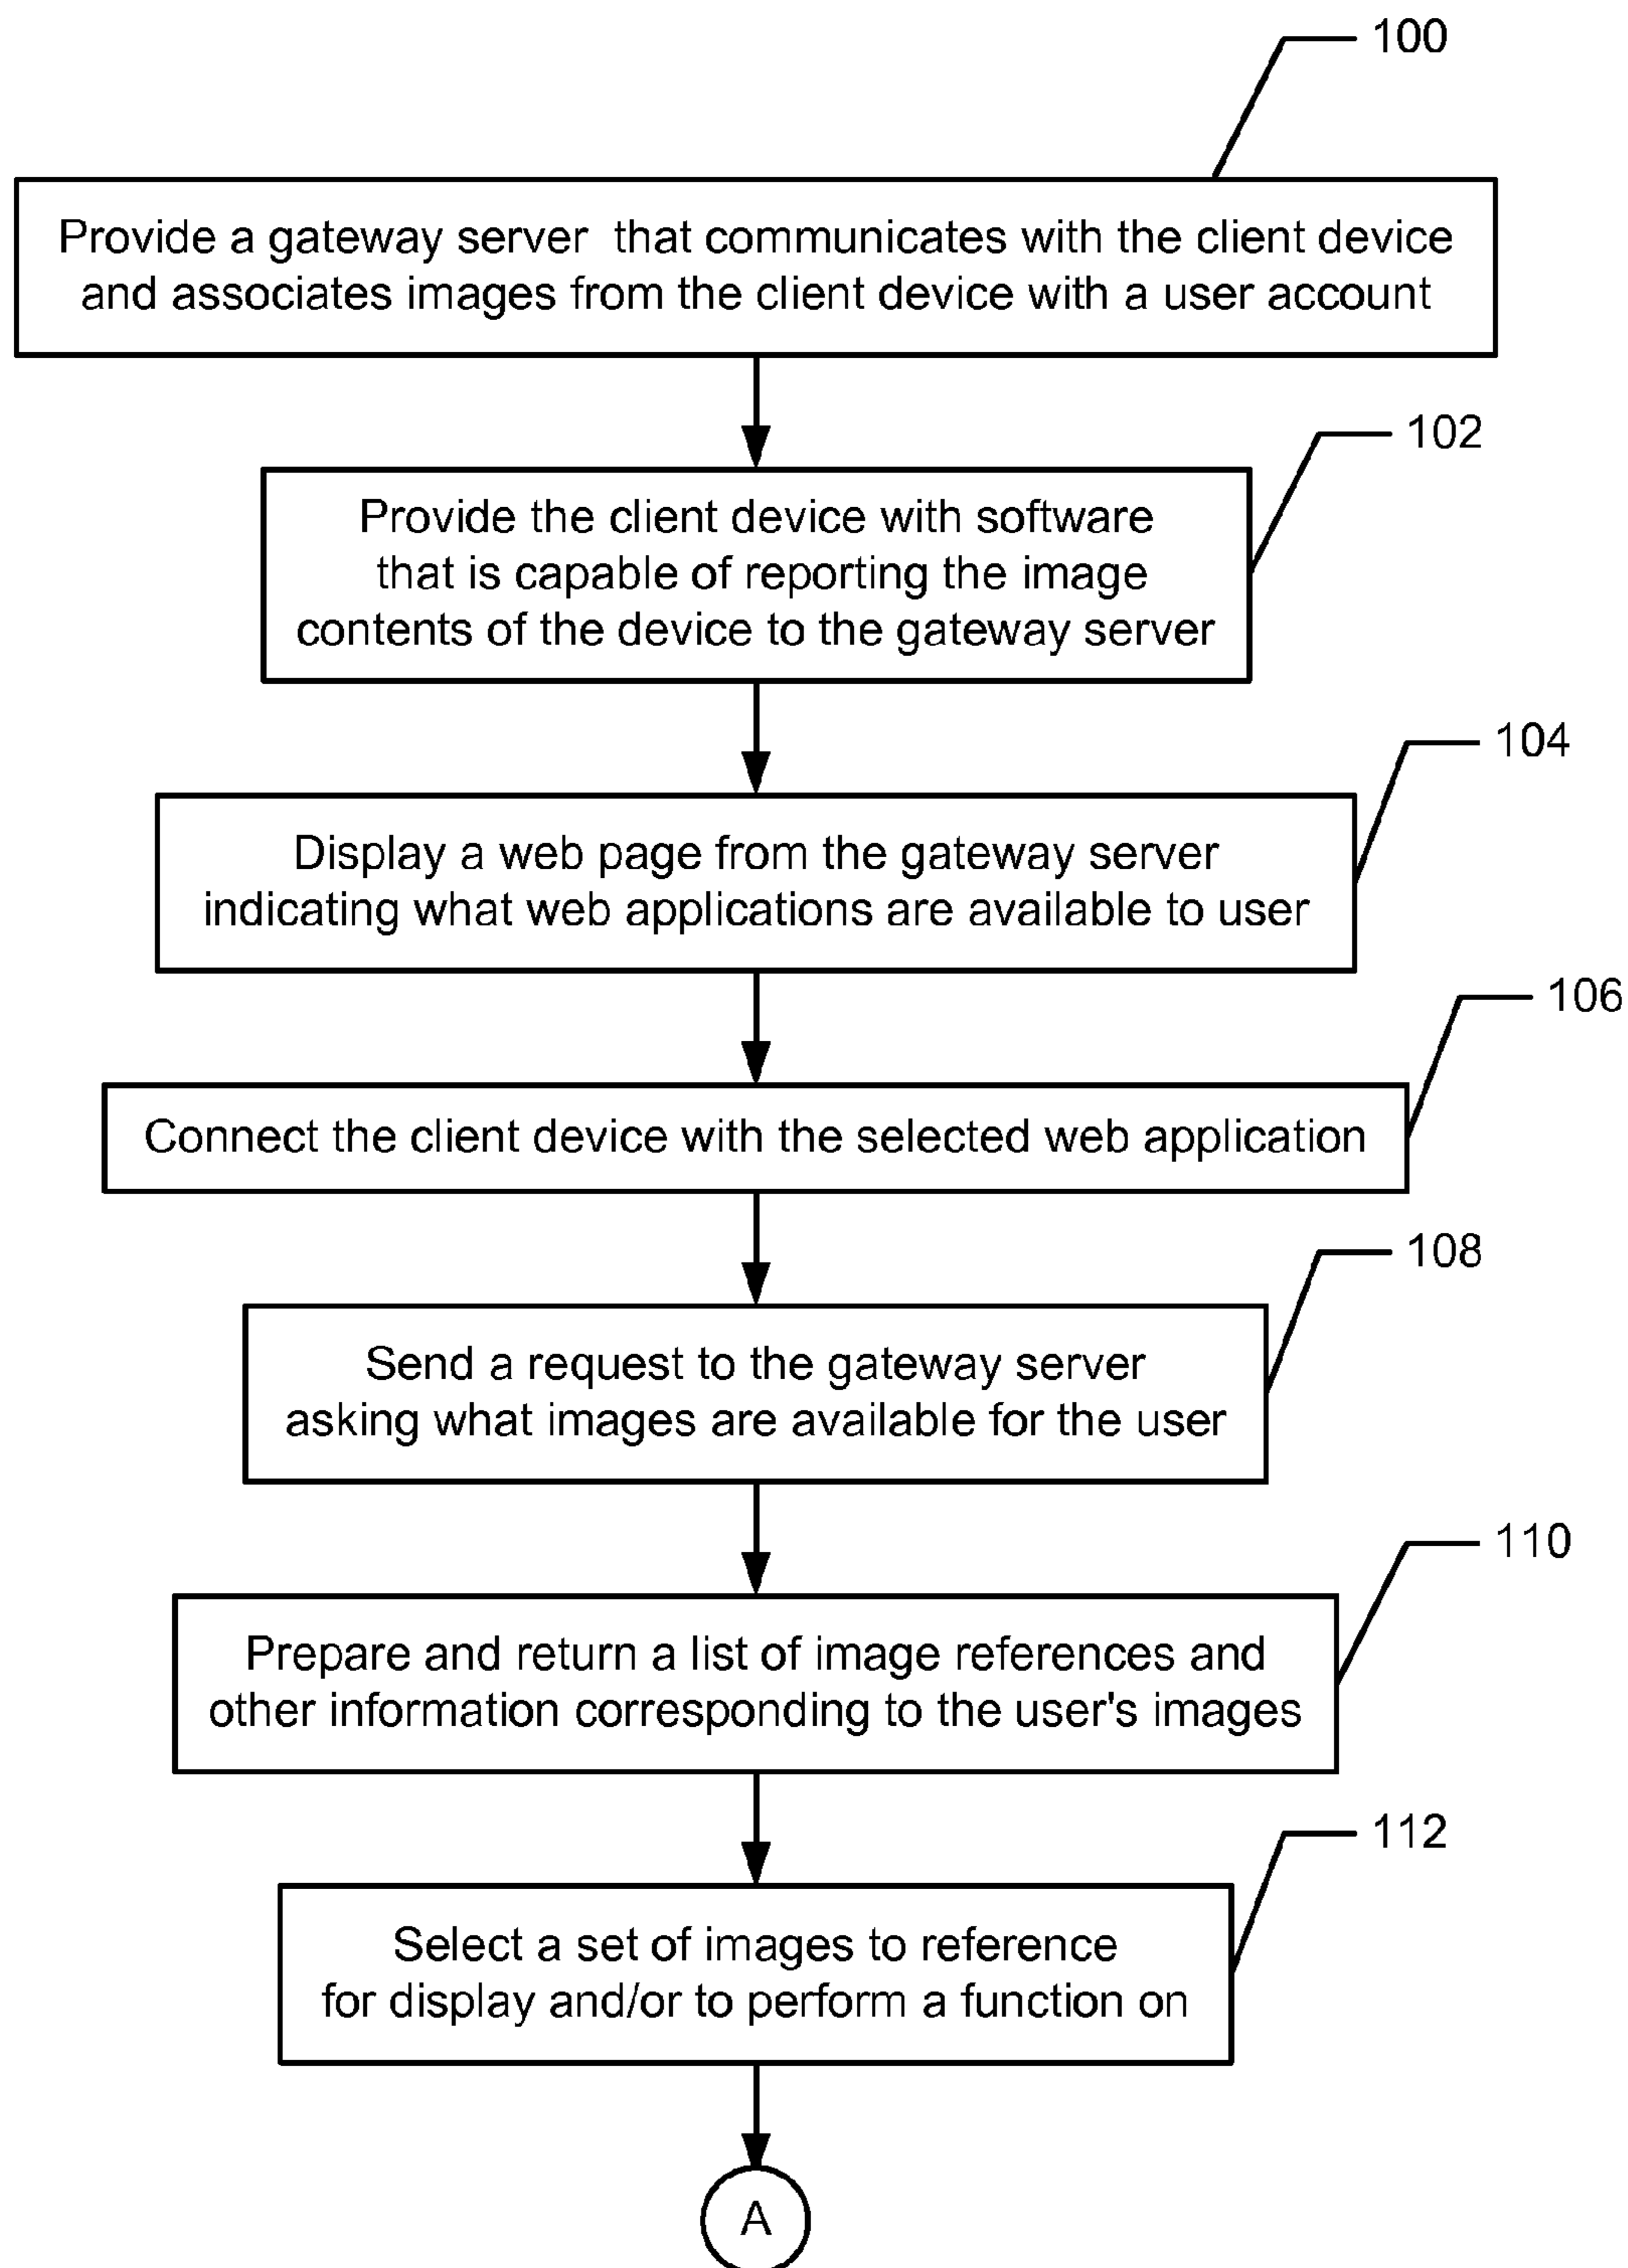 100
Provide a gateway server that communicates with the client device
and associates images from the client device with a user account
102
Provide the client device with software
that is capable of reporting the image
contents of the device to the gateway server
104
Display a web page from the gateway server
indicating what web applications are available to user
106
Connect the client device with the selected web application
108
Send a request to the gateway server
asking what images are available for the user
110
Prepare and return a list of image references and
other information corresponding to the user's images
112
Select a set of images to reference
for display and/or to perform a function on
A